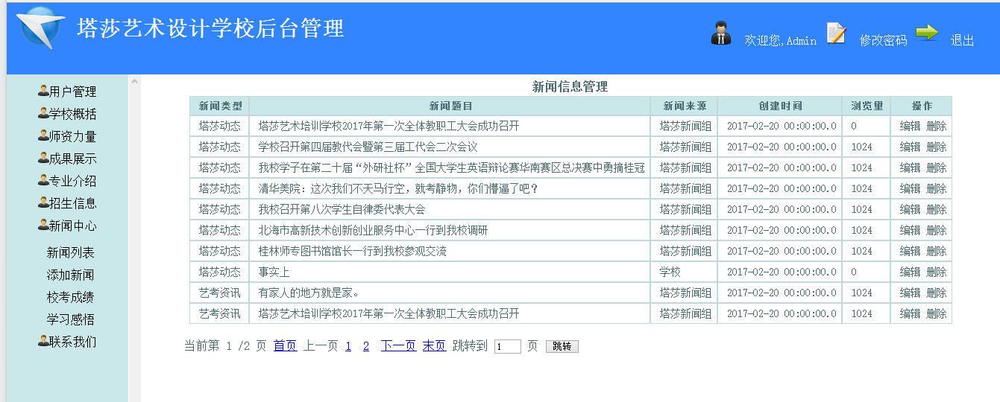 塔莎艺术设计学校后台管理
欢迎您,Admin 修改密码 退出
用户管理
学校概括
师资力量
成果展示
专业介绍
招生信息
新闻中心
新闻列表
添加新闻
校考成绩
学习感悟
联系我们
新闻信息管理
新闻类型 新闻题目 新闻来源 创建时间 浏览量 操作
塔莎动态 塔莎艺术培训学校2017年第一次全体教职工大会成功召开 塔莎新闻组 2017-02-20 00:00:00.0 0 编辑 删除
塔莎动态 学校召开第四届教代会暨第三届工代会二次会议 塔莎新闻组 2017-02-20 00:00:00.0 1024 编辑 删除
塔莎动态 我校学子在第二十届“外研社杯”全国大学生英语辩论赛华南赛区总决赛中勇摘桂冠 塔莎新闻组 2017-02-20 00:00:00.0 1024 编辑 删除
塔莎动态 清华美院：这次我们不天马行空，就考静物，你们懵逼了吧？ 塔莎新闻组 2017-02-20 00:00:00.0 1024 编辑 删除
塔莎动态 我校召开第八次学生自律委代表大会 塔莎新闻组 2017-02-20 00:00:00.0 1024 编辑 删除
塔莎动态 北海市高新技术创新创业服务中心一行到我校调研 塔莎新闻组 2017-02-20 00:00:00.0 1024 编辑 删除
塔莎动态 桂林师专图书馆馆长一行到我校参观交流 塔莎新闻组 2017-02-20 00:00:00.0 1024 编辑 删除
塔莎动态 事实上 学校 2017-02-20 00:00:00.0 0 编辑 删除
艺考资讯 有家人的地方就是家。 塔莎新闻组 2017-02-20 00:00:00.0 1024 编辑 删除
艺考资讯 塔莎艺术培训学校2017年第一次全体教职工大会成功召开 塔莎新闻组 2017-02-20 00:00:00.0 1024 编辑 删除
当前第 1 /2 页 首页 上一页 1 2 下一页 末页 跳转到 1 页 跳转